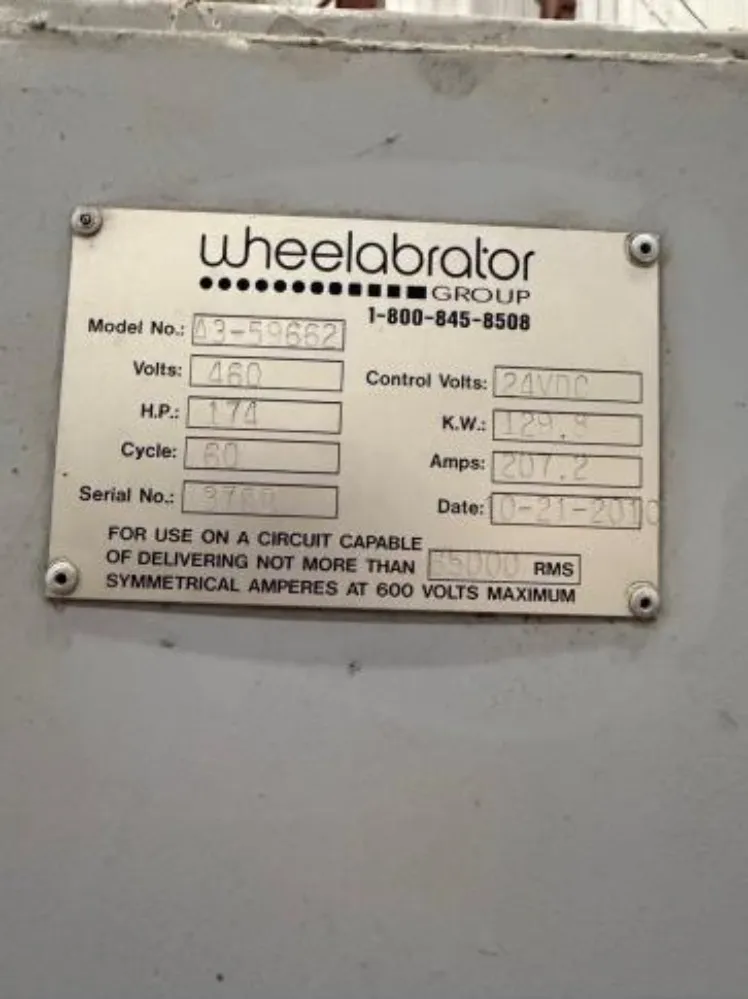 wheelabrator
GROUP
1-800-845-8508
Model No.: A3-59662
Volts: 460 Control Volts: 24VDC
H.P.: 174 K.W.: 129.8
Cycle: 60 Amps: 207.2
Serial No.: Date: 10-21-2010
FOR USE ON A CIRCUIT CAPABLE
OF DELIVERING NOT MORE THAN 65000 RMS
SYMMETRICAL AMPERES AT 600 VOLTS MAXIMUM